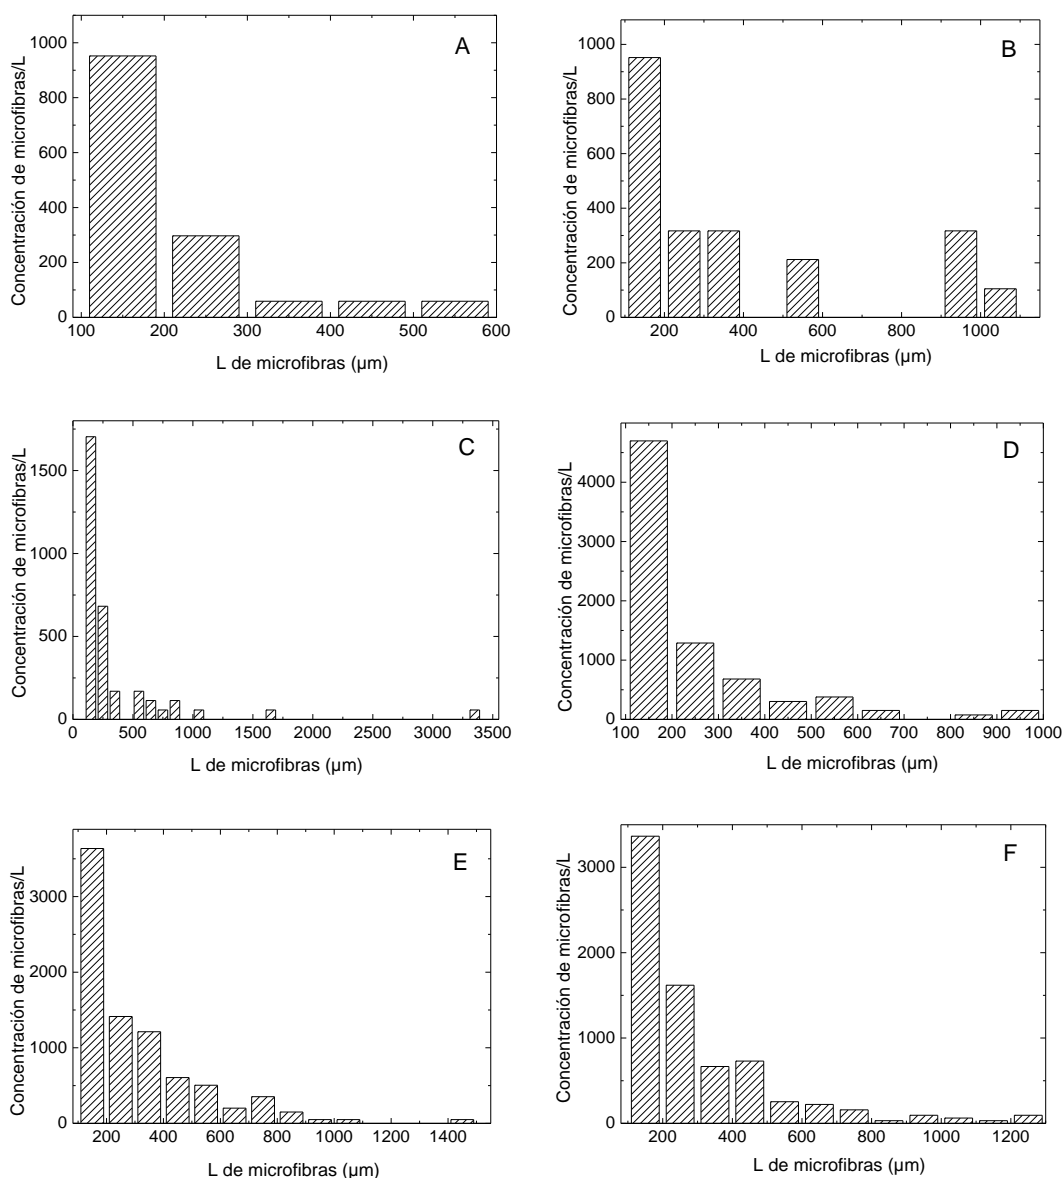 A
1000
800
600
400
200
0
100 200 300 400 500 600
Concentración de microfibras/L
L de microfibras (µm)
B
1000
800
600
400
200
0
200 400 600 800 1000
Concentración de microfibras/L
L de microfibras (µm)
C
1500
1000
500
0
0 500 1000 1500 2000 2500 3000 3500
Concentración de microfibras/L
L de microfibras (µm)
D
4000
3000
2000
1000
0
100 200 300 400 500 600 700 800 900 1000
Concentración de microfibras/L
L de microfibras (µm)
E
3000
2000
1000
0
200 400 600 800 1000 1200 1400
Concentración de microfibras/L
L de microfibras (µm)
F
3000
2000
1000
0
200 400 600 800 1000 1200
Concentración de microfibras/L
L de microfibras (µm)